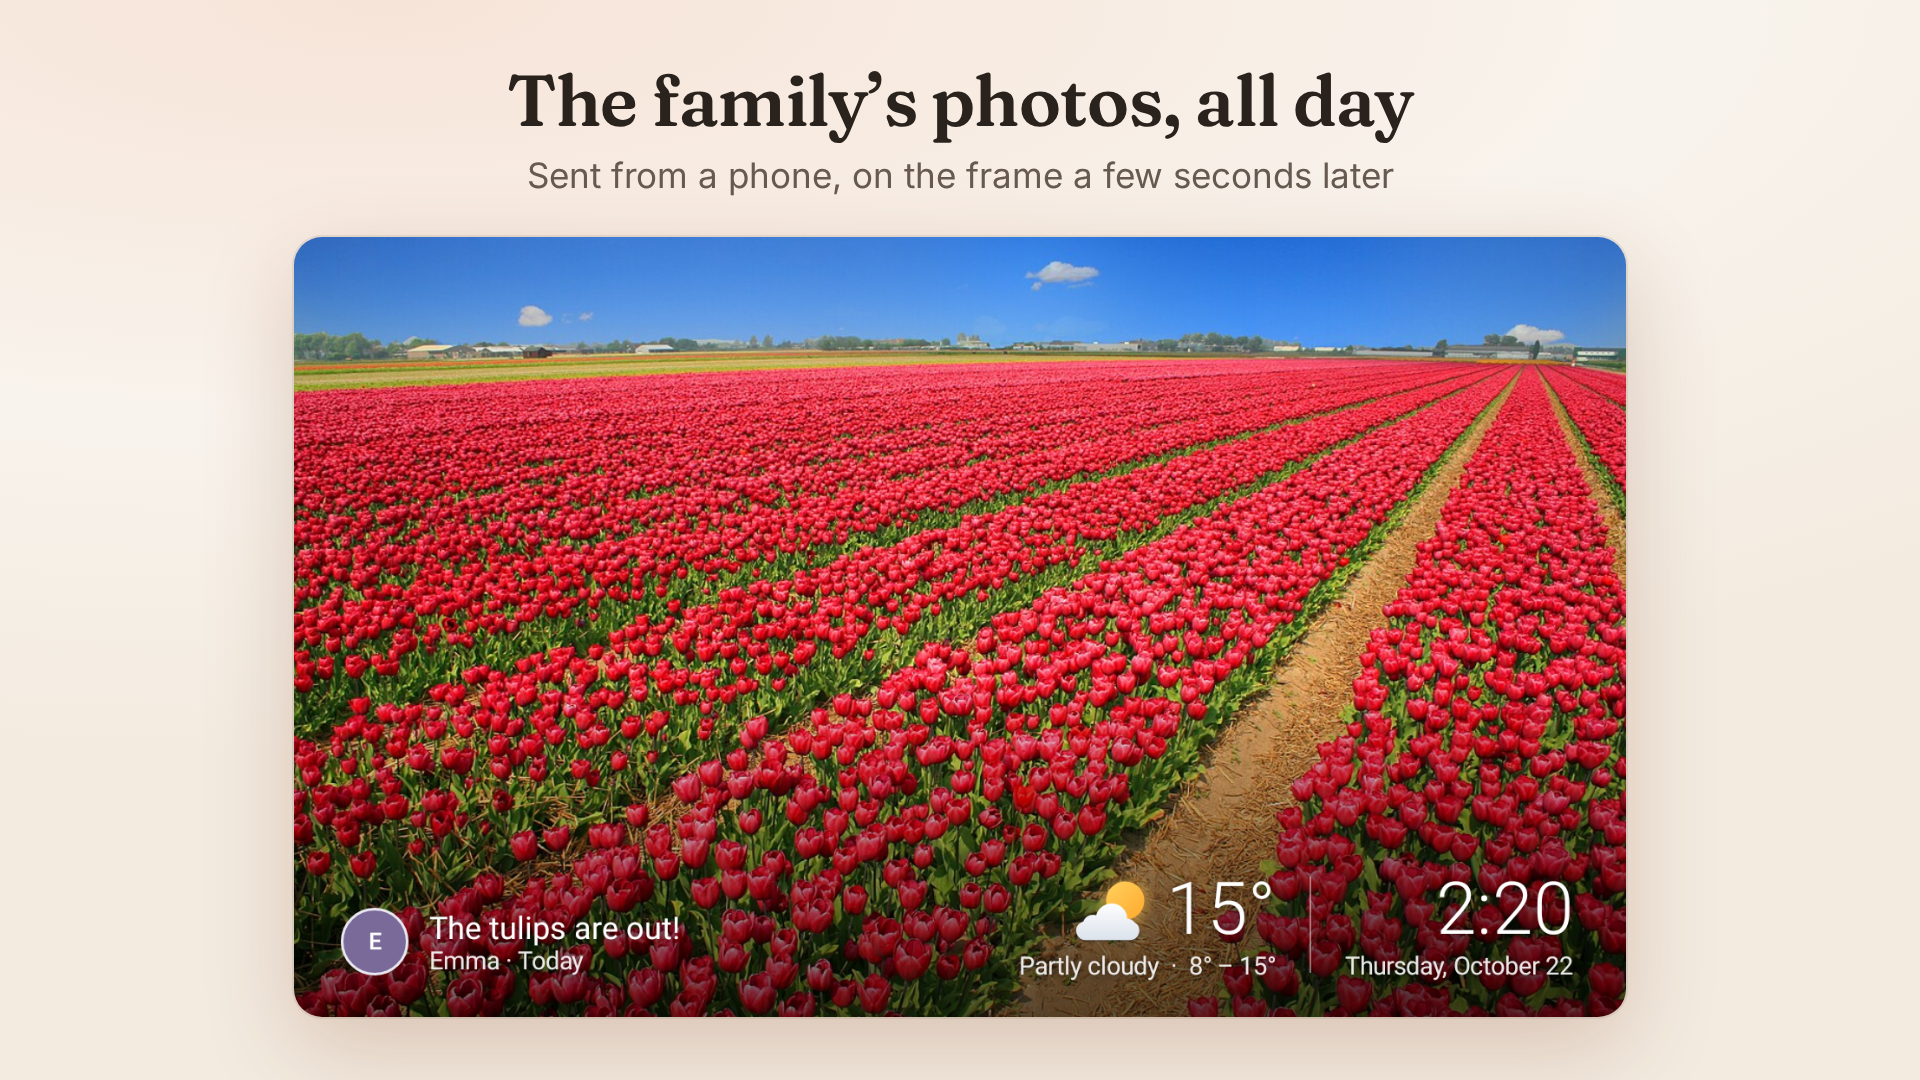 The family’s photos, all day
Sent from a phone, on the frame a few seconds later
E
The tulips are out!
Emma · Today
15°
Partly cloudy · 8° – 15°
2:20
Thursday, October 22